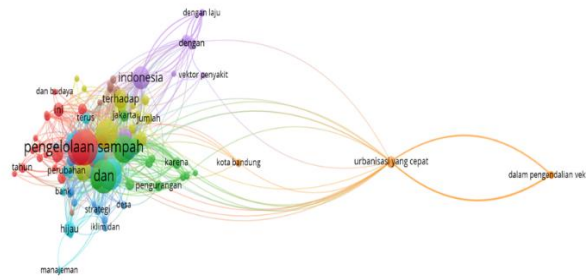 dengan laju
dengan
indonesia
vektor penyakit
dan budaya
terhadap
ini
terus
jakarta
jumlah
pengelolaan sampah
karena
kota bandung
urbanisasi yang cepat
tahun
perubahan
dan
pengurangan
dalam pengendalian vek
bank
strategi
desa
hijau
iklim dan
manajeman